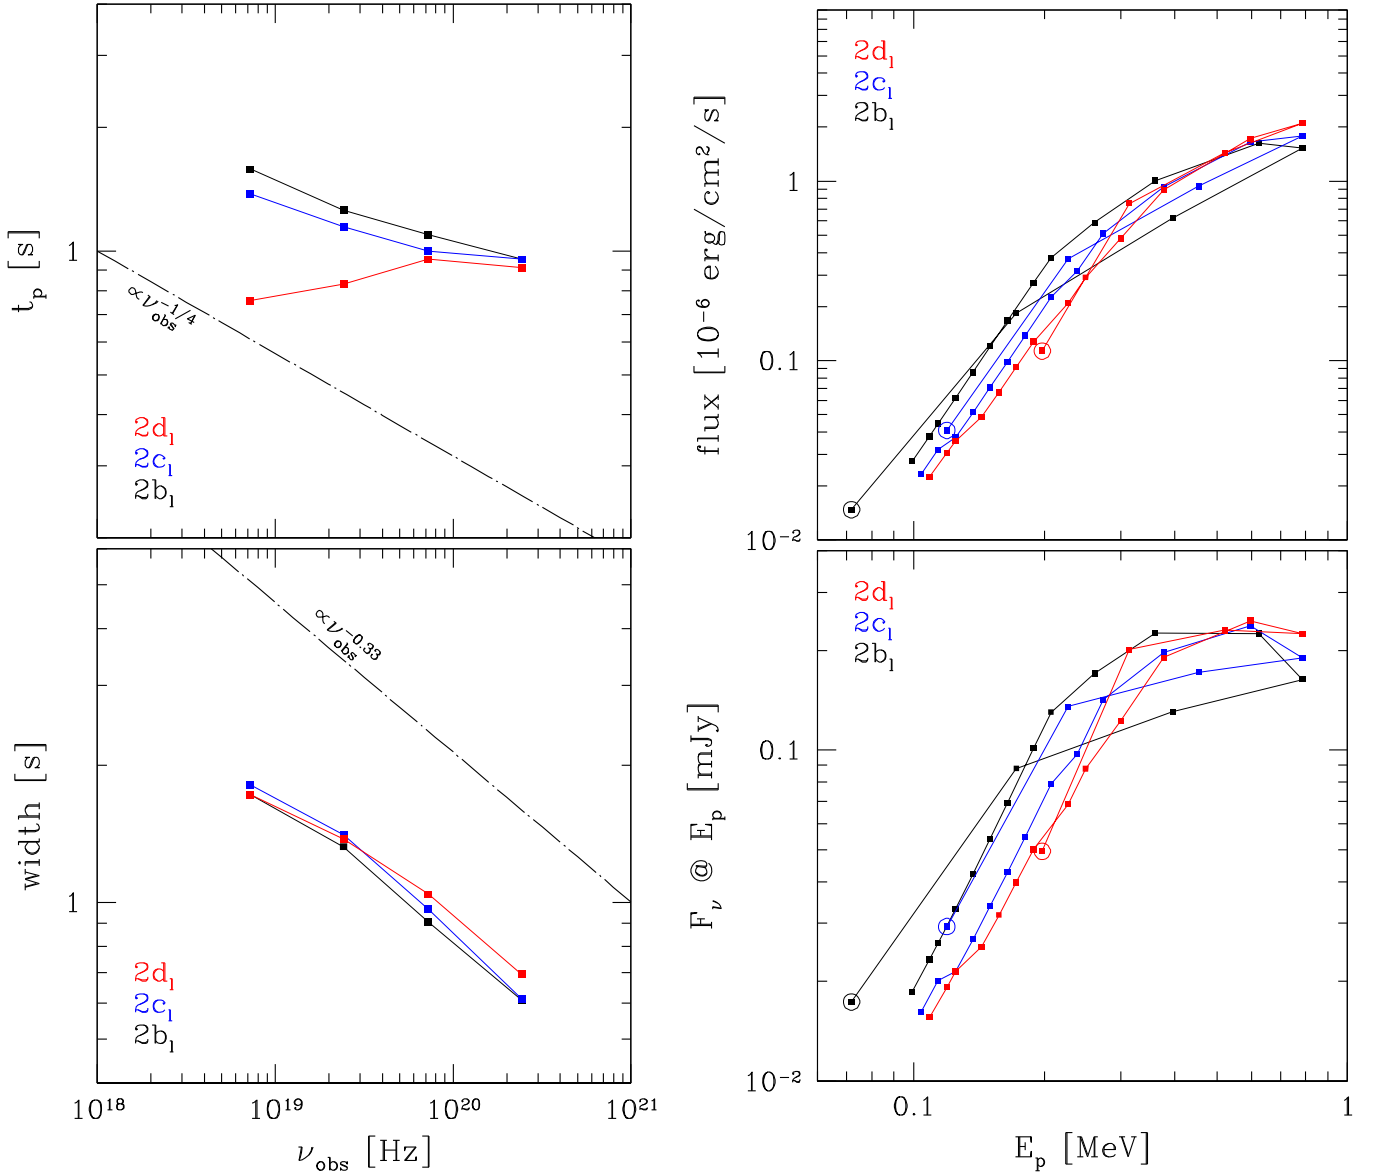 t_p [s]
1
∝ν_obs^−1/4
2d_l
2c_l
2b_l
width [s]
1
∝ν_obs^−0.33
2d_l
2c_l
2b_l
10^18 10^19 10^20 10^21
ν_obs [Hz]
flux [10^−6 erg/cm^2/s]
2d_l
2c_l
2b_l
1
0.1
10^−2
F_ν @ E_p [mJy]
2d_l
2c_l
2b_l
0.1
10^−2
0.1 1
E_p [MeV]